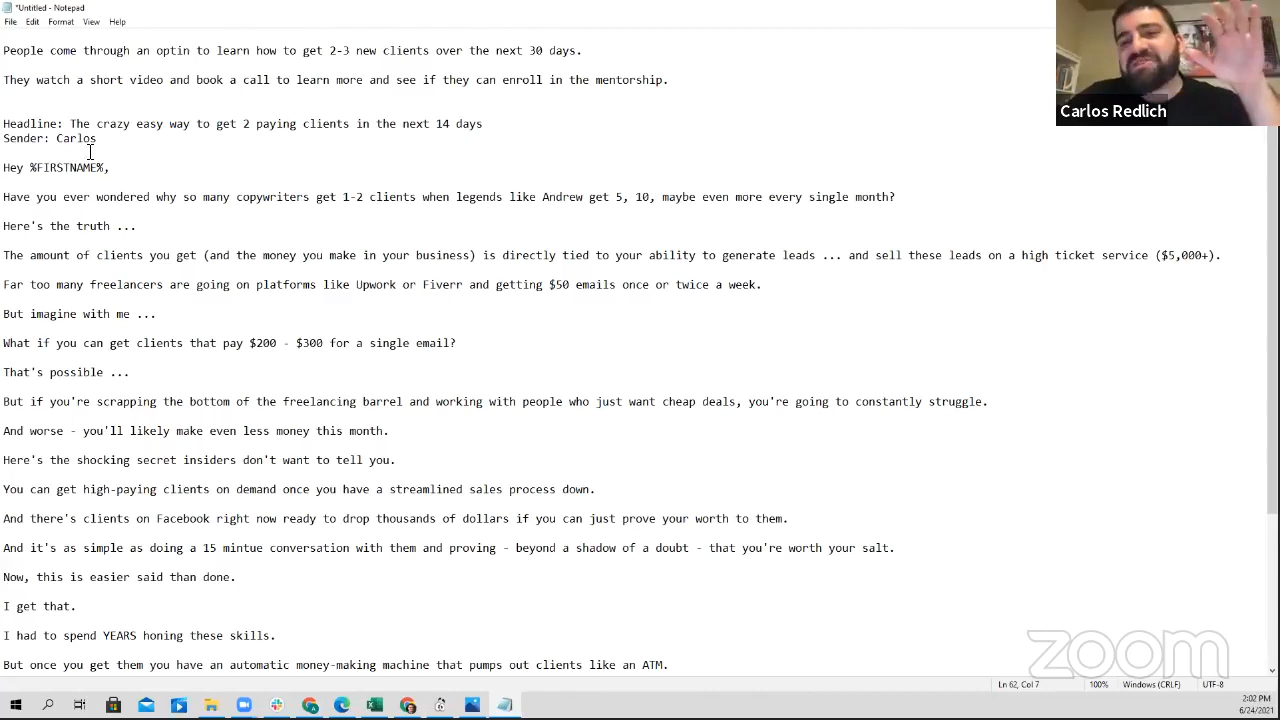 *Untitled - Notepad
File Edit Format View Help
People come through an optin to learn how to get 2-3 new clients over the next 30 days.
They watch a short video and book a call to learn more and see if they can enroll in the mentorship.
Carlos Redlich
Headline: The crazy easy way to get 2 paying clients in the next 14 days
Sender: Carlos
Hey %FIRSTNAME%,
Have you ever wondered why so many copywriters get 1-2 clients when legends like Andrew get 5, 10, maybe even more every single month?
Here's the truth ...
The amount of clients you get (and the money you make in your business) is directly tied to your ability to generate leads ... and sell these leads on a high ticket service ($5,000+).
Far too many freelancers are going on platforms like Upwork or Fiverr and getting $50 emails once or twice a week.
But imagine with me ...
What if you can get clients that pay $200 - $300 for a single email?
That's possible ...
But if you're scrapping the bottom of the freelancing barrel and working with people who just want cheap deals, you're going to constantly struggle.
And worse - you'll likely make even less money this month.
Here's the shocking secret insiders don't want to tell you.
You can get high-paying clients on demand once you have a streamlined sales process down.
And there's clients on Facebook right now ready to drop thousands of dollars if you can just prove your worth to them.
And it's as simple as doing a 15 mintue conversation with them and proving - beyond a shadow of a doubt - that you're worth your salt.
Now, this is easier said than done.
I get that.
I had to spend YEARS honing these skills.
But once you get them you have an automatic money-making machine that pumps out clients like an ATM.
zoom
Ln 62, Col 7 100% Windows (CRLF) UTF-8
2:02 PM
6/24/2021